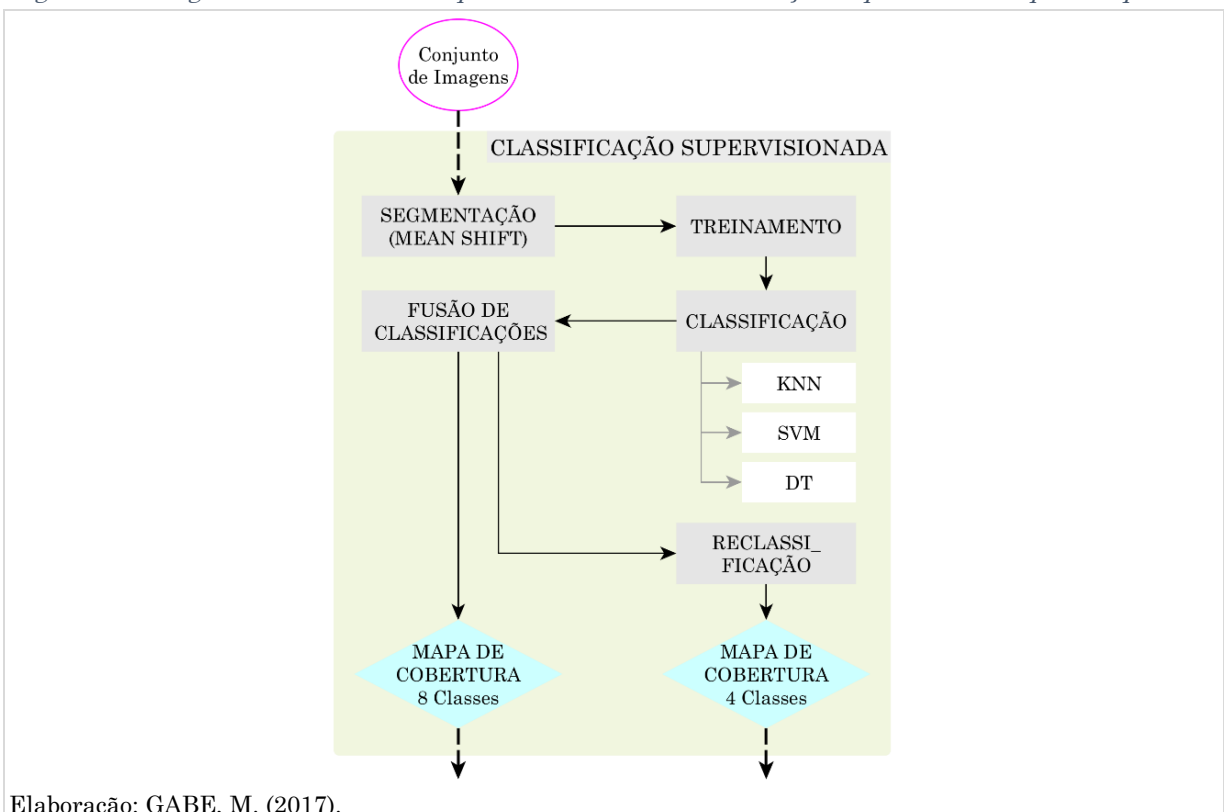 Conjunto
de Imagens
CLASSIFICAÇÃO SUPERVISIONADA
SEGMENTAÇÃO
(MEAN SHIFT)
TREINAMENTO
FUSÃO DE
CLASSIFICAÇÕES
CLASSIFICAÇÃO
KNN
SVM
DT
RECLASSI_
FICAÇÃO
MAPA DE
COBERTURA
8 Classes
MAPA DE
COBERTURA
4 Classes
Elaboração: GABE, M. (2017).